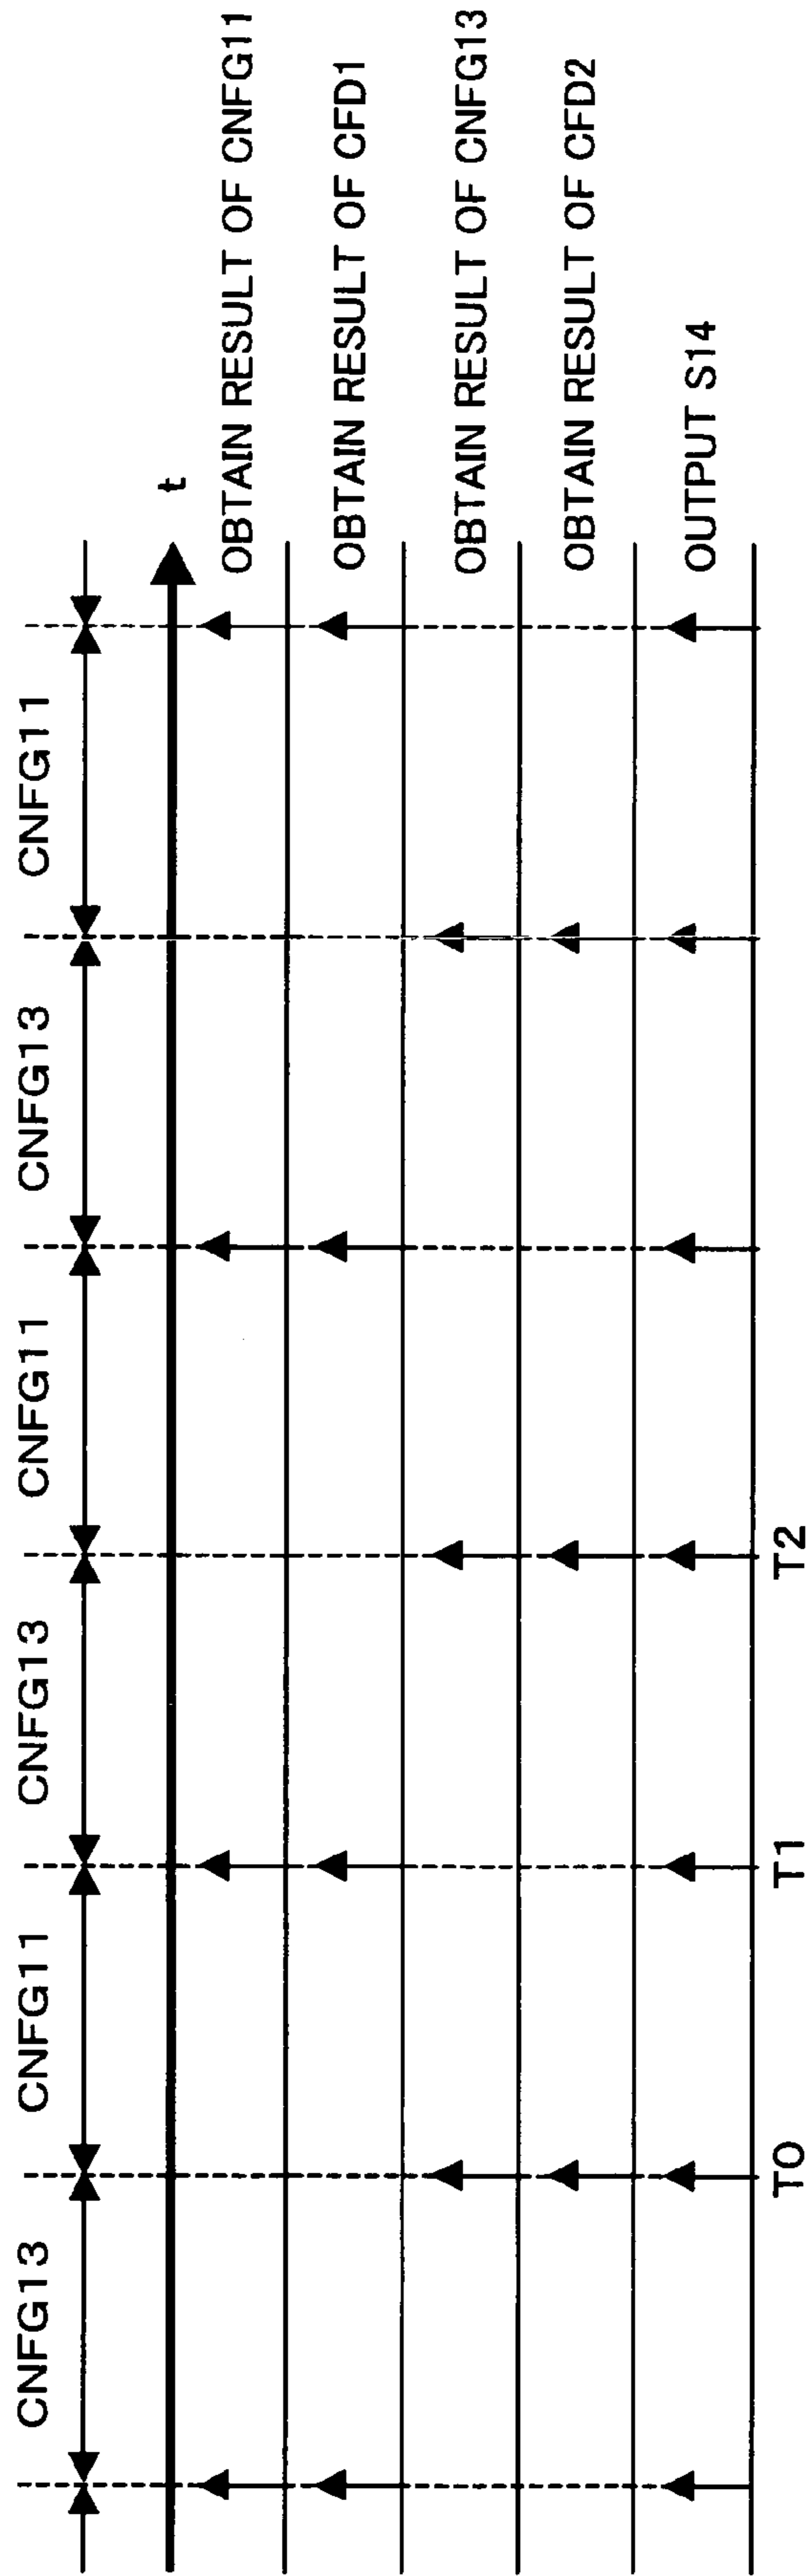 CNFG13
CNFG11
CNFG13
CNFG11
CNFG13
CNFG11
t
OBTAIN RESULT OF CNFG11
OBTAIN RESULT OF CFD1
OBTAIN RESULT OF CNFG13
OBTAIN RESULT OF CFD2
OUTPUT S14
T0
T1
T2